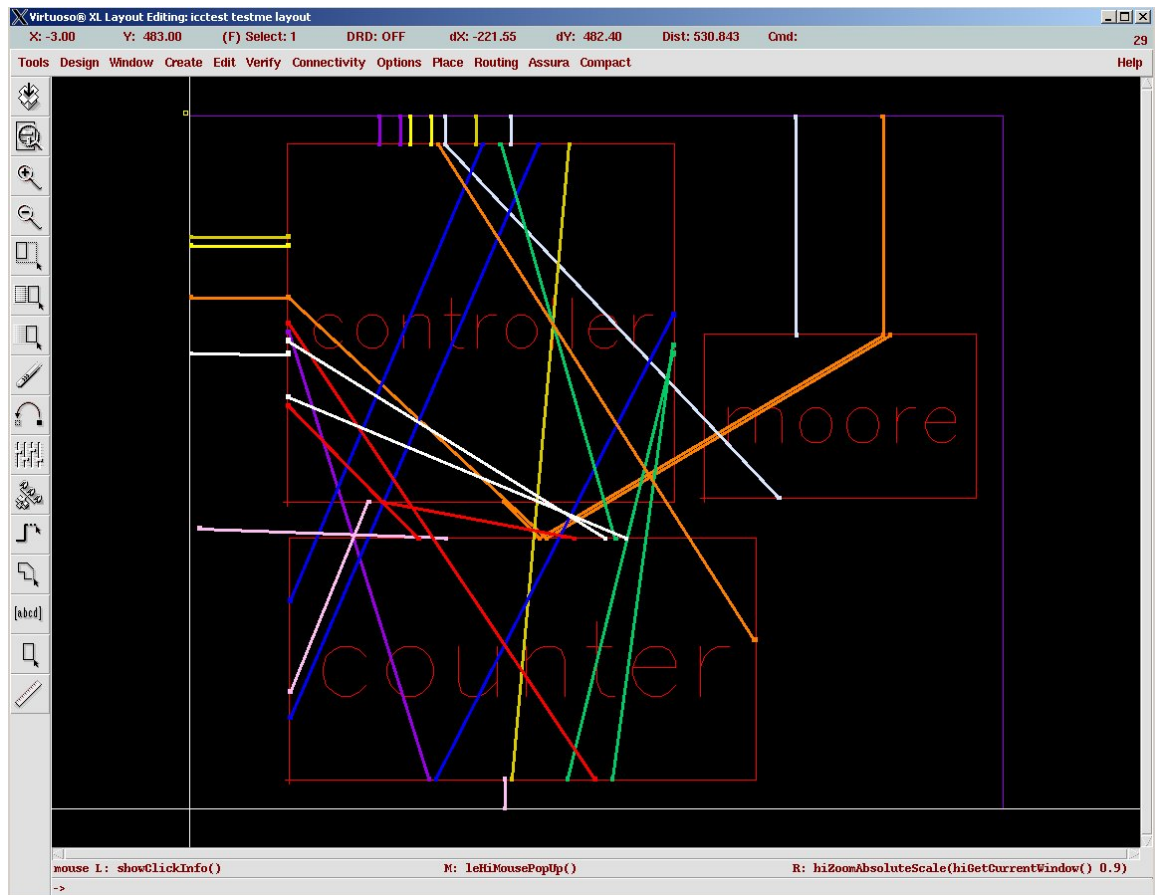 Virtuoso® XL Layout Editing: icctest testme layout
X: -3.00 Y: 483.00 (F) Select: 1 DRD: OFF dX: -221.55 dY: 482.40 Dist: 530.843 Cmd:
29
Tools Design Window Create Edit Verify Connectivity Options Place Routing Assura Compact Help
controller
moore
[abcd]
counter
mouse L: showClickInfo() M: leHiMousePopUp() R: hiZoomAbsoluteScale(hiGetCurrentWindow() 0.9)
->